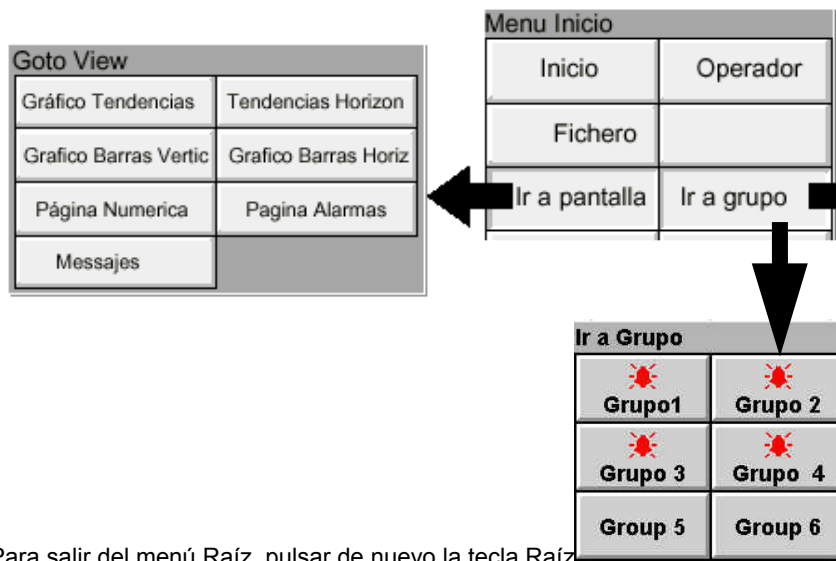 Menu Inicio
Inicio
Operador
Fichero
Ir a pantalla
Ir a grupo
Goto View
Gráfico Tendencias
Tendencias Horizon
Grafico Barras Vertic
Grafico Barras Horiz
Página Numerica
Pagina Alarmas
Messajes
Ir a Grupo
Grupo1
Grupo 2
Grupo 3
Grupo 4
Group 5
Group 6
Para salir del menú Raíz, pulsar de nuevo la tecla Raíz